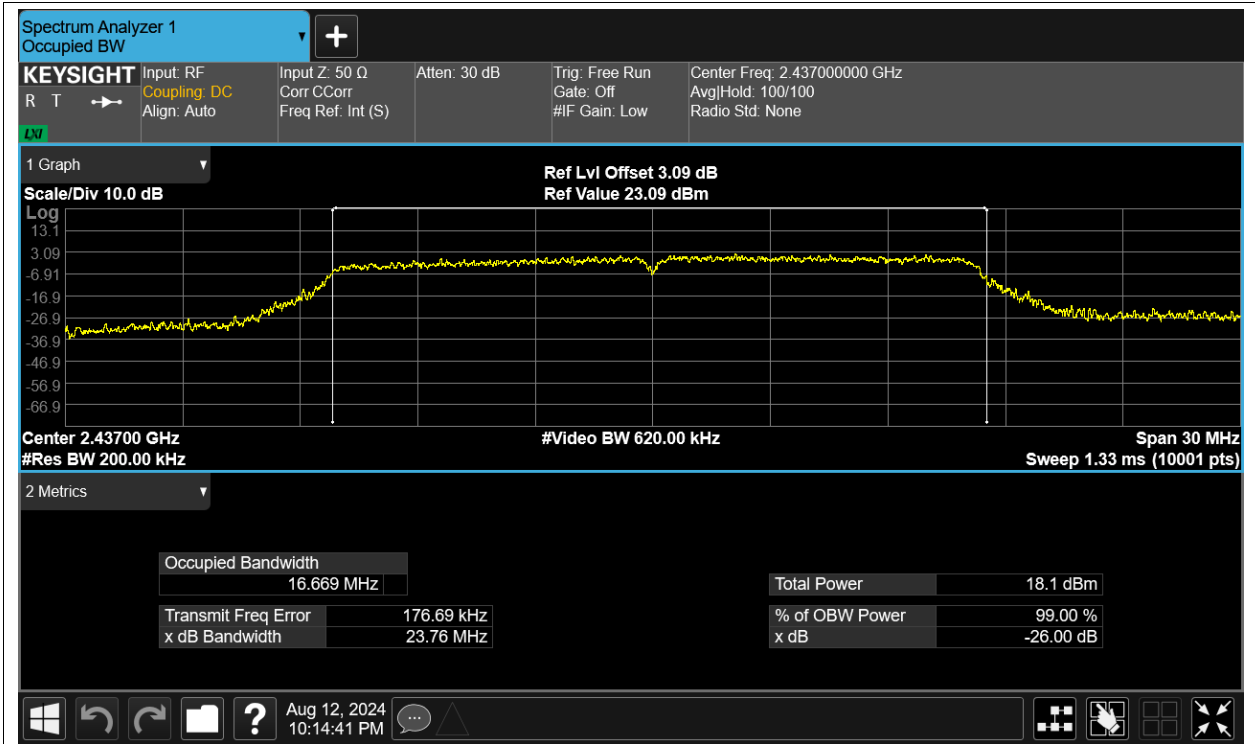 Spectrum Analyzer 1
Occupied BW
KEYSIGHT
R T
LXI
Input: RF
Coupling: DC
Align: Auto
Input Z: 50 Ω
Corr CCorr
Freq Ref: Int (S)
Atten: 30 dB
Trig: Free Run
Gate: Off
#IF Gain: Low
Center Freq: 2.437000000 GHz
Avg|Hold: 100/100
Radio Std: None
1 Graph
Ref Lvl Offset 3.09 dB
Scale/Div 10.0 dB
Ref Value 23.09 dBm
Log
13.1
3.09
-6.91
-16.9
-26.9
-36.9
-46.9
-56.9
-66.9
Center 2.43700 GHz
#Video BW 620.00 kHz
Span 30 MHz
#Res BW 200.00 kHz
Sweep 1.33 ms (10001 pts)
2 Metrics
Occupied Bandwidth
16.669 MHz
Total Power 18.1 dBm
Transmit Freq Error 176.69 kHz
% of OBW Power 99.00 %
x dB Bandwidth 23.76 MHz
x dB -26.00 dB
?
Aug 12, 2024
10:14:41 PM